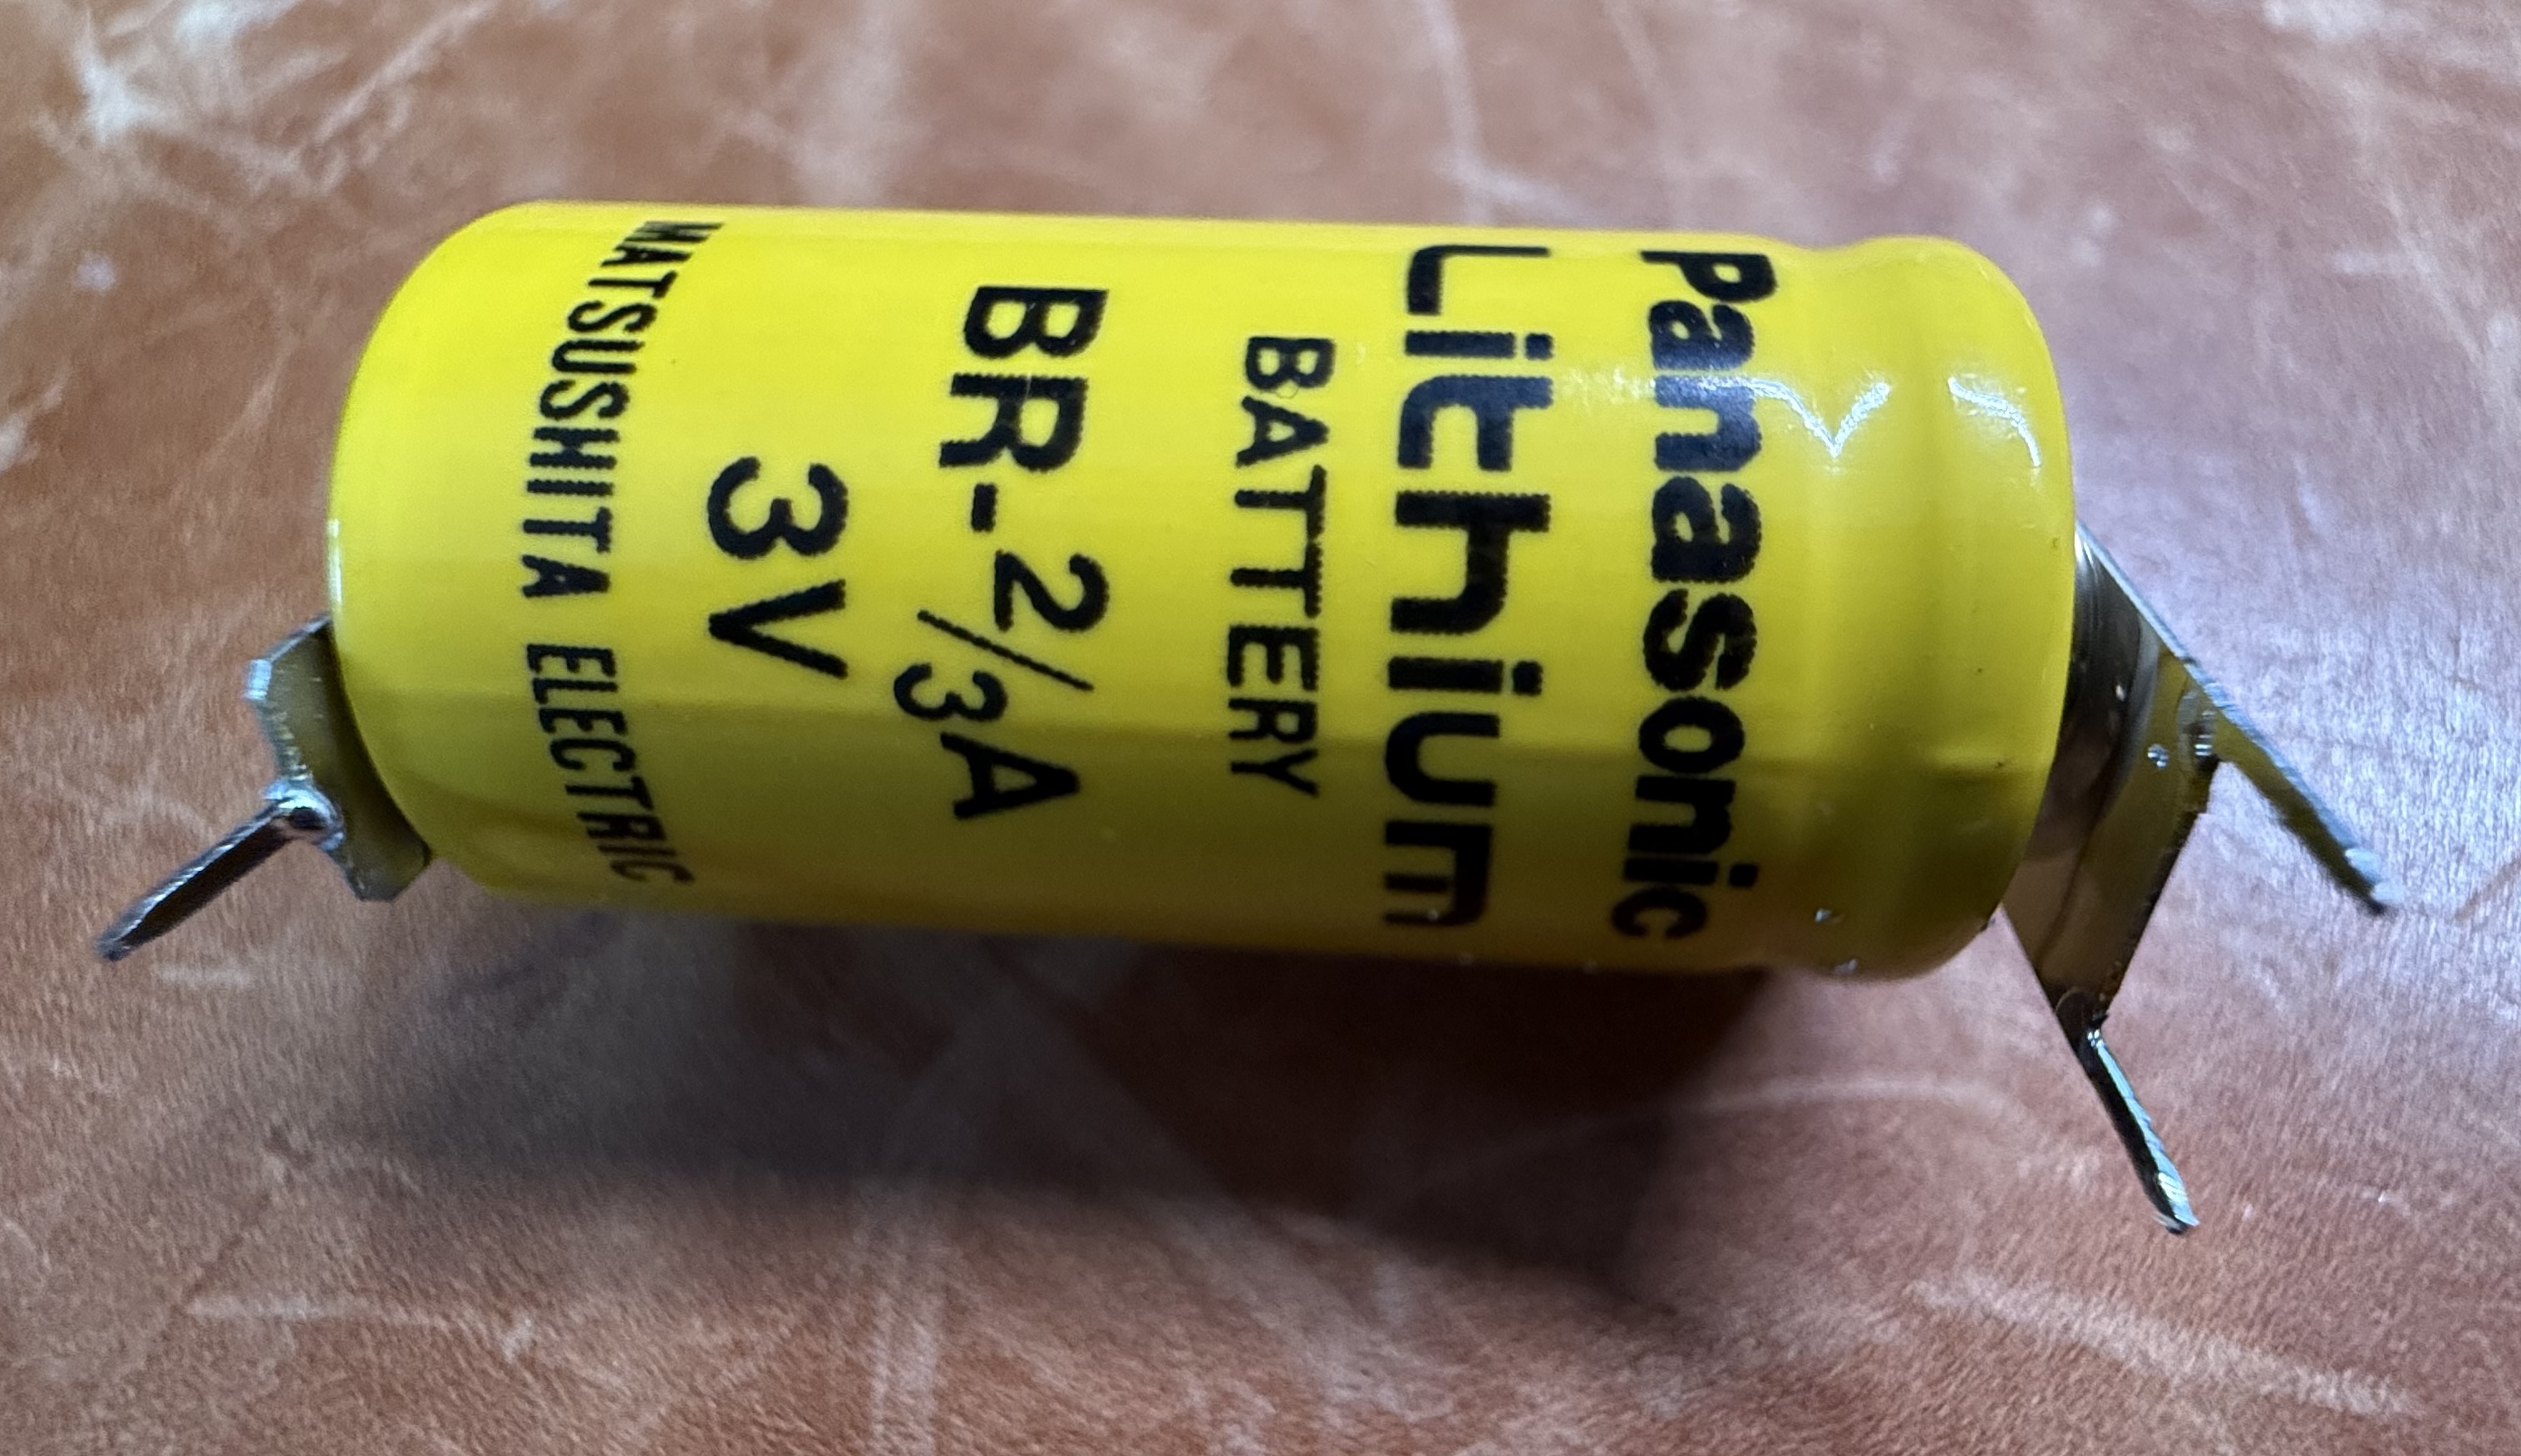 Panasonic
Lithium
BATTERY
BR-2/3A
3V
MATSUSHITA ELECTRIC